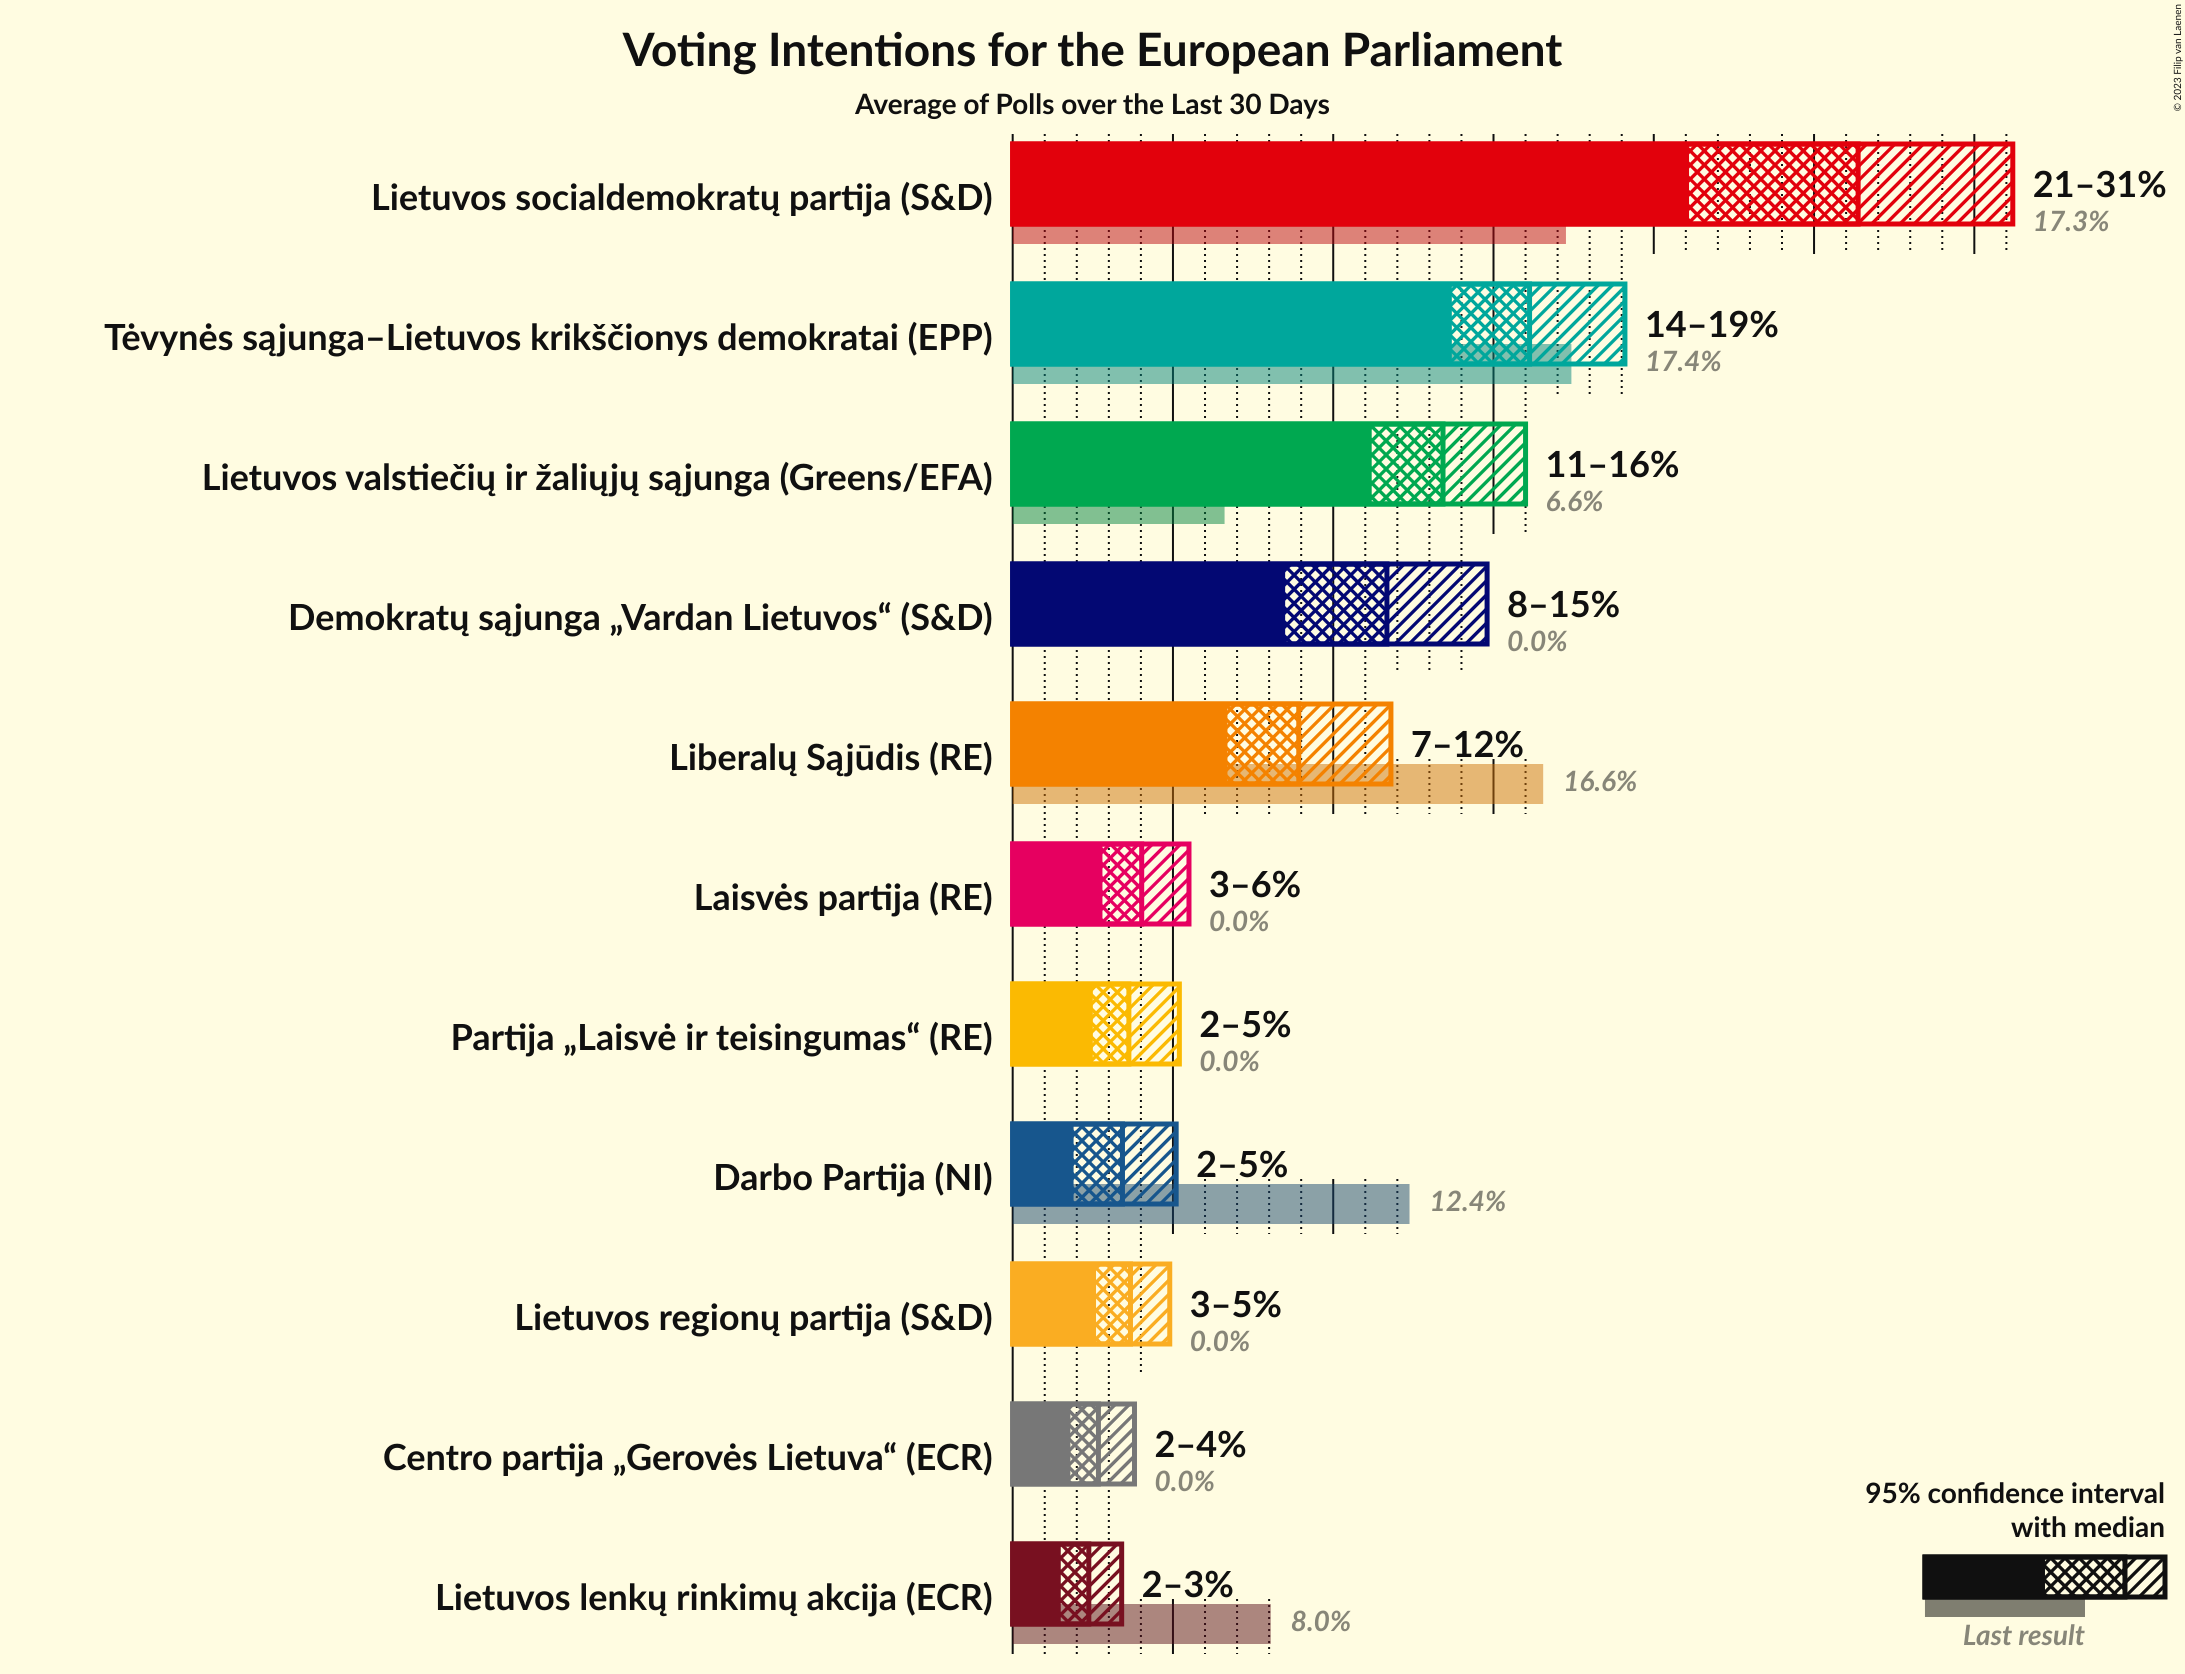 © 2023 Filip van Laenen
Voting Intentions for the European Parliament
Average of Polls over the Last 30 Days
Lietuvos socialdemokratų partija (S&D)
21–31%
17.3%
Tėvynės sąjunga–Lietuvos krikščionys demokratai (EPP)
14–19%
17.4%
Lietuvos valstiečių ir žaliųjų sąjunga (Greens/EFA)
11–16%
6.6%
Demokratų sąjunga „Vardan Lietuvos“ (S&D)
8–15%
0.0%
Liberalų Sąjūdis (RE)
7–12%
16.6%
Laisvės partija (RE)
3–6%
0.0%
Partija „Laisvė ir teisingumas“ (RE)
2–5%
0.0%
Darbo Partija (NI)
2–5%
12.4%
Lietuvos regionų partija (S&D)
3–5%
0.0%
Centro partija „Gerovės Lietuva“ (ECR)
2–4%
0.0%
Lietuvos lenkų rinkimų akcija (ECR)
2–3%
8.0%
95% confidence interval
with median
Last result